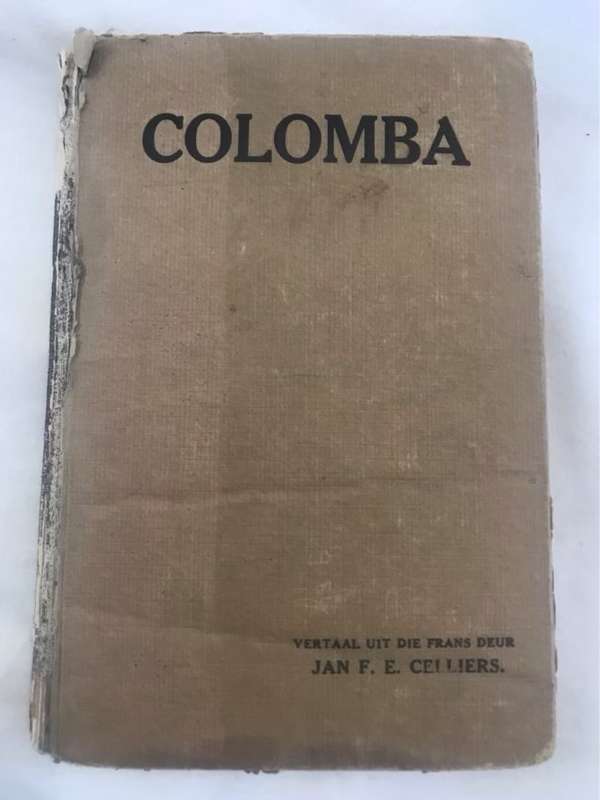 COLOMBA
VERTAAL UIT DIE FRANS DEUR
JAN F. E. CELLIERS.